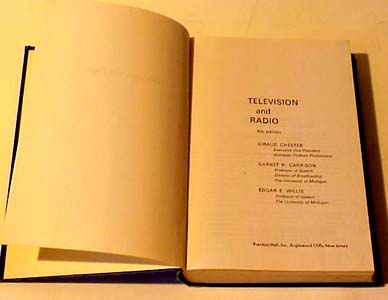 TELEVISION
and
RADIO
4th edition
GIRAUD CHESTER
Executive Vice President
Goodson Todman Productions
GARNET R. GARRISON
Professor of Speech
Director of Broadcasting
The University of Michigan
EDGAR E. WILLIS
Professor of Speech
The University of Michigan
Prentice-Hall, Inc., Englewood Cliffs, New Jersey